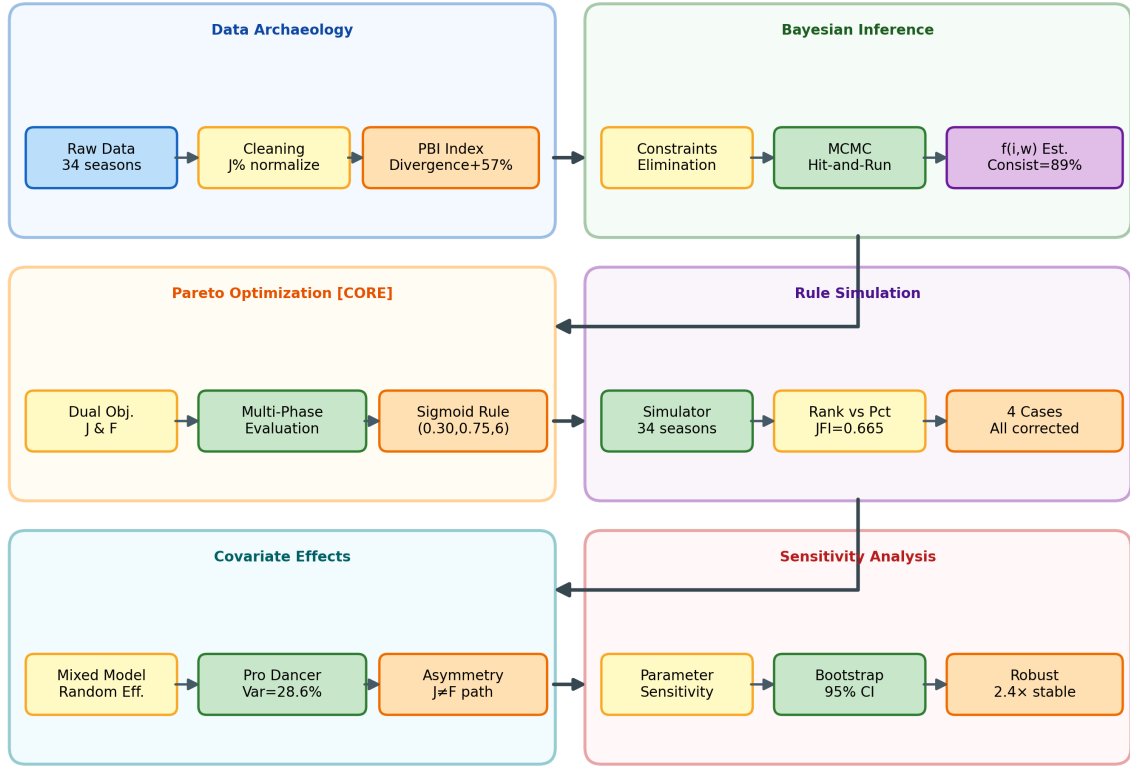 Data Archaeology
Raw Data
34 seasons
Cleaning
J% normalize
PBI Index
Divergence+57%
Bayesian Inference
Constraints
Elimination
MCMC
Hit-and-Run
f(i,w) Est.
Consist=89%
Pareto Optimization [CORE]
Dual Obj.
J & F
Multi-Phase
Evaluation
Sigmoid Rule
(0.30,0.75,6)
Rule Simulation
Simulator
34 seasons
Rank vs Pct
JFI=0.665
4 Cases
All corrected
Covariate Effects
Mixed Model
Random Eff.
Pro Dancer
Var=28.6%
Asymmetry
J≠F path
Sensitivity Analysis
Parameter
Sensitivity
Bootstrap
95% CI
Robust
2.4× stable